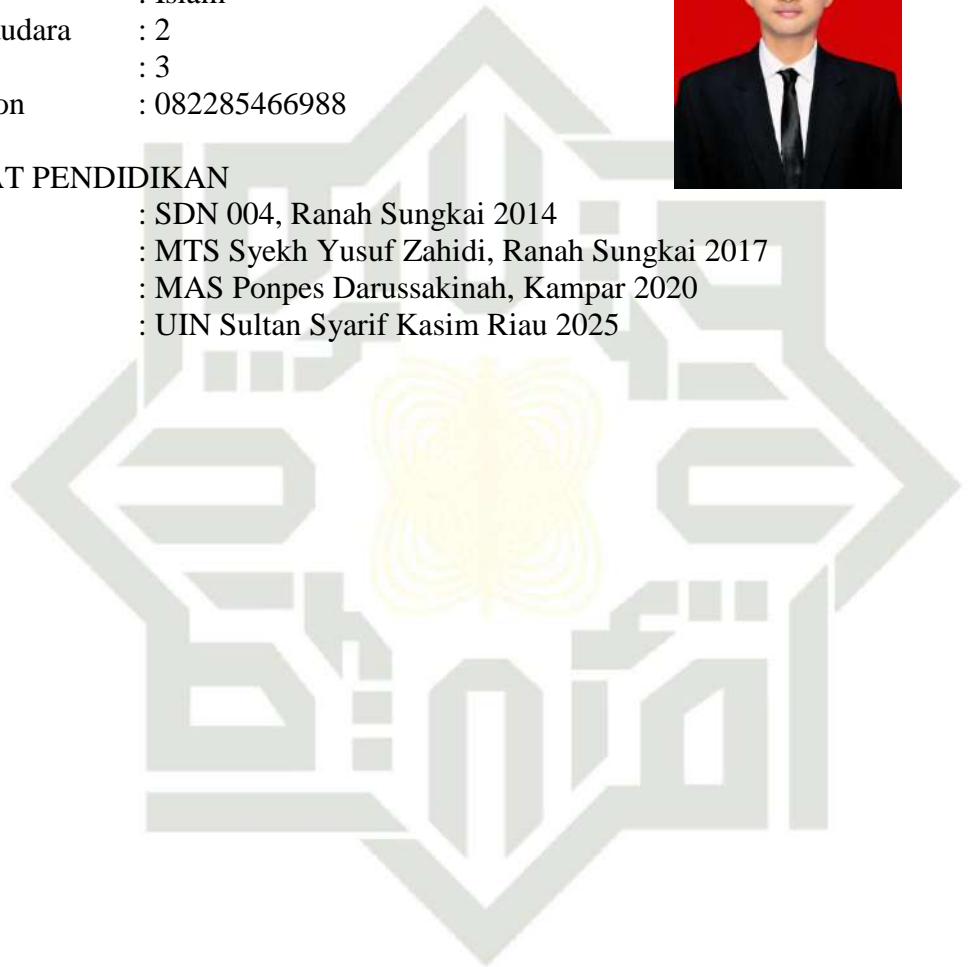 : Islam
udara : 2
: 3
on : 082285466988
AT PENDIDIKAN
: SDN 004, Ranah Sungkai 2014
: MTS Syekh Yusuf Zahidi, Ranah Sungkai 2017
: MAS Ponpes Darussakinah, Kampar 2020
: UIN Sultan Syarif Kasim Riau 2025